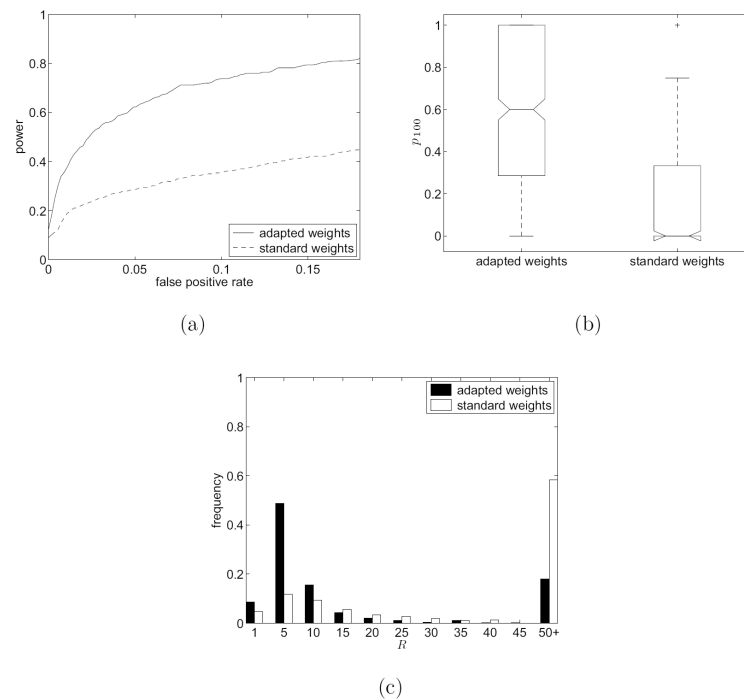 1
0.8
0.6
0.4
0.2
0
power
0 0.05 0.1 0.15
false positive rate
adapted weights
standard weights
(a)
1
0.8
0.6
0.4
0.2
0
p100
adapted weights standard weights
(b)
1
0.8
0.6
0.4
0.2
0
frequency
adapted weights
standard weights
1 5 10 15 20 25 30 35 40 45 50+
R
(c)